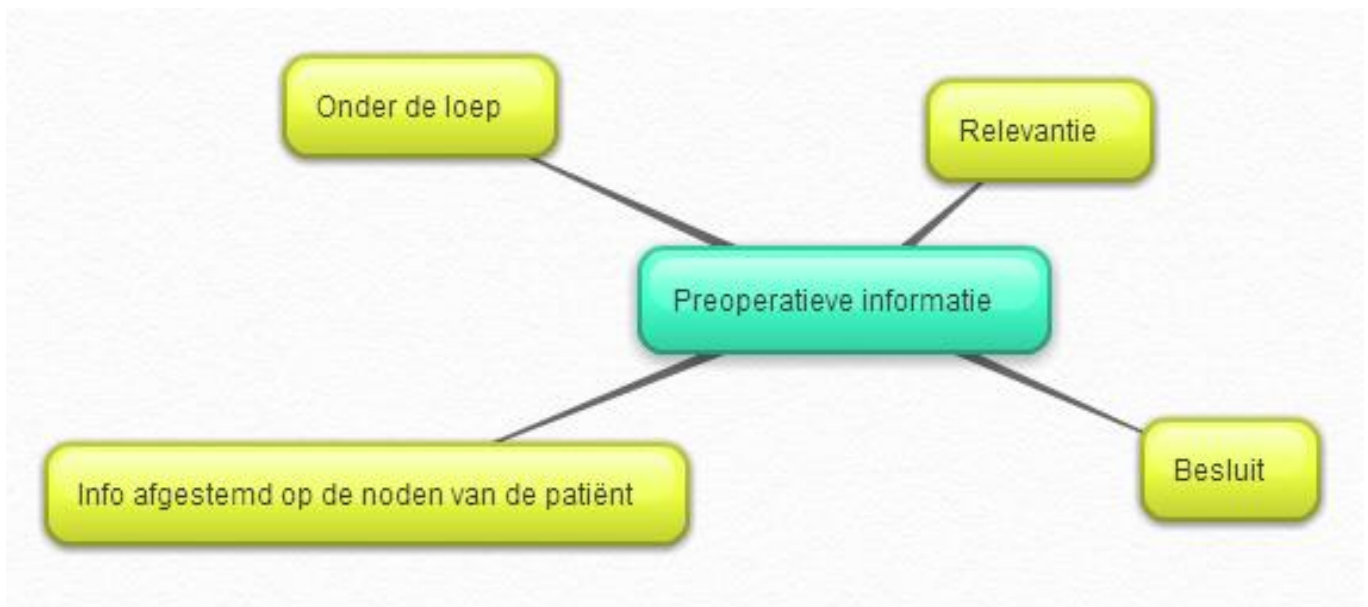 Onder de loep
Relevantie
Preoperatieve informatie
Info afgestemd op de noden van de patiënt
Besluit